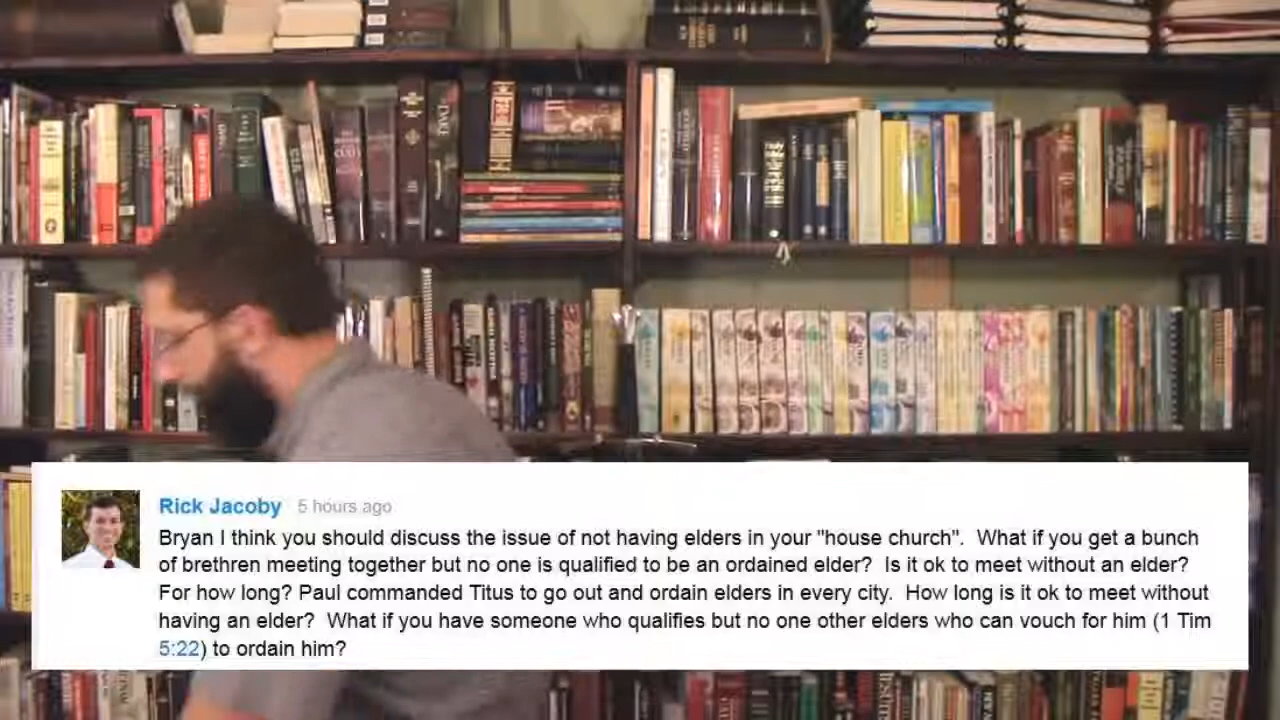 Rick Jacoby 5 hours ago
Bryan I think you should discuss the issue of not having elders in your "house church".  What if you get a bunch
of brethren meeting together but no one is qualified to be an ordained elder?  Is it ok to meet without an elder?
For how long? Paul commanded Titus to go out and ordain elders in every city.  How long is it ok to meet without
having an elder?  What if you have someone who qualifies but no one other elders who can vouch for him (1 Tim
5:22) to ordain him?